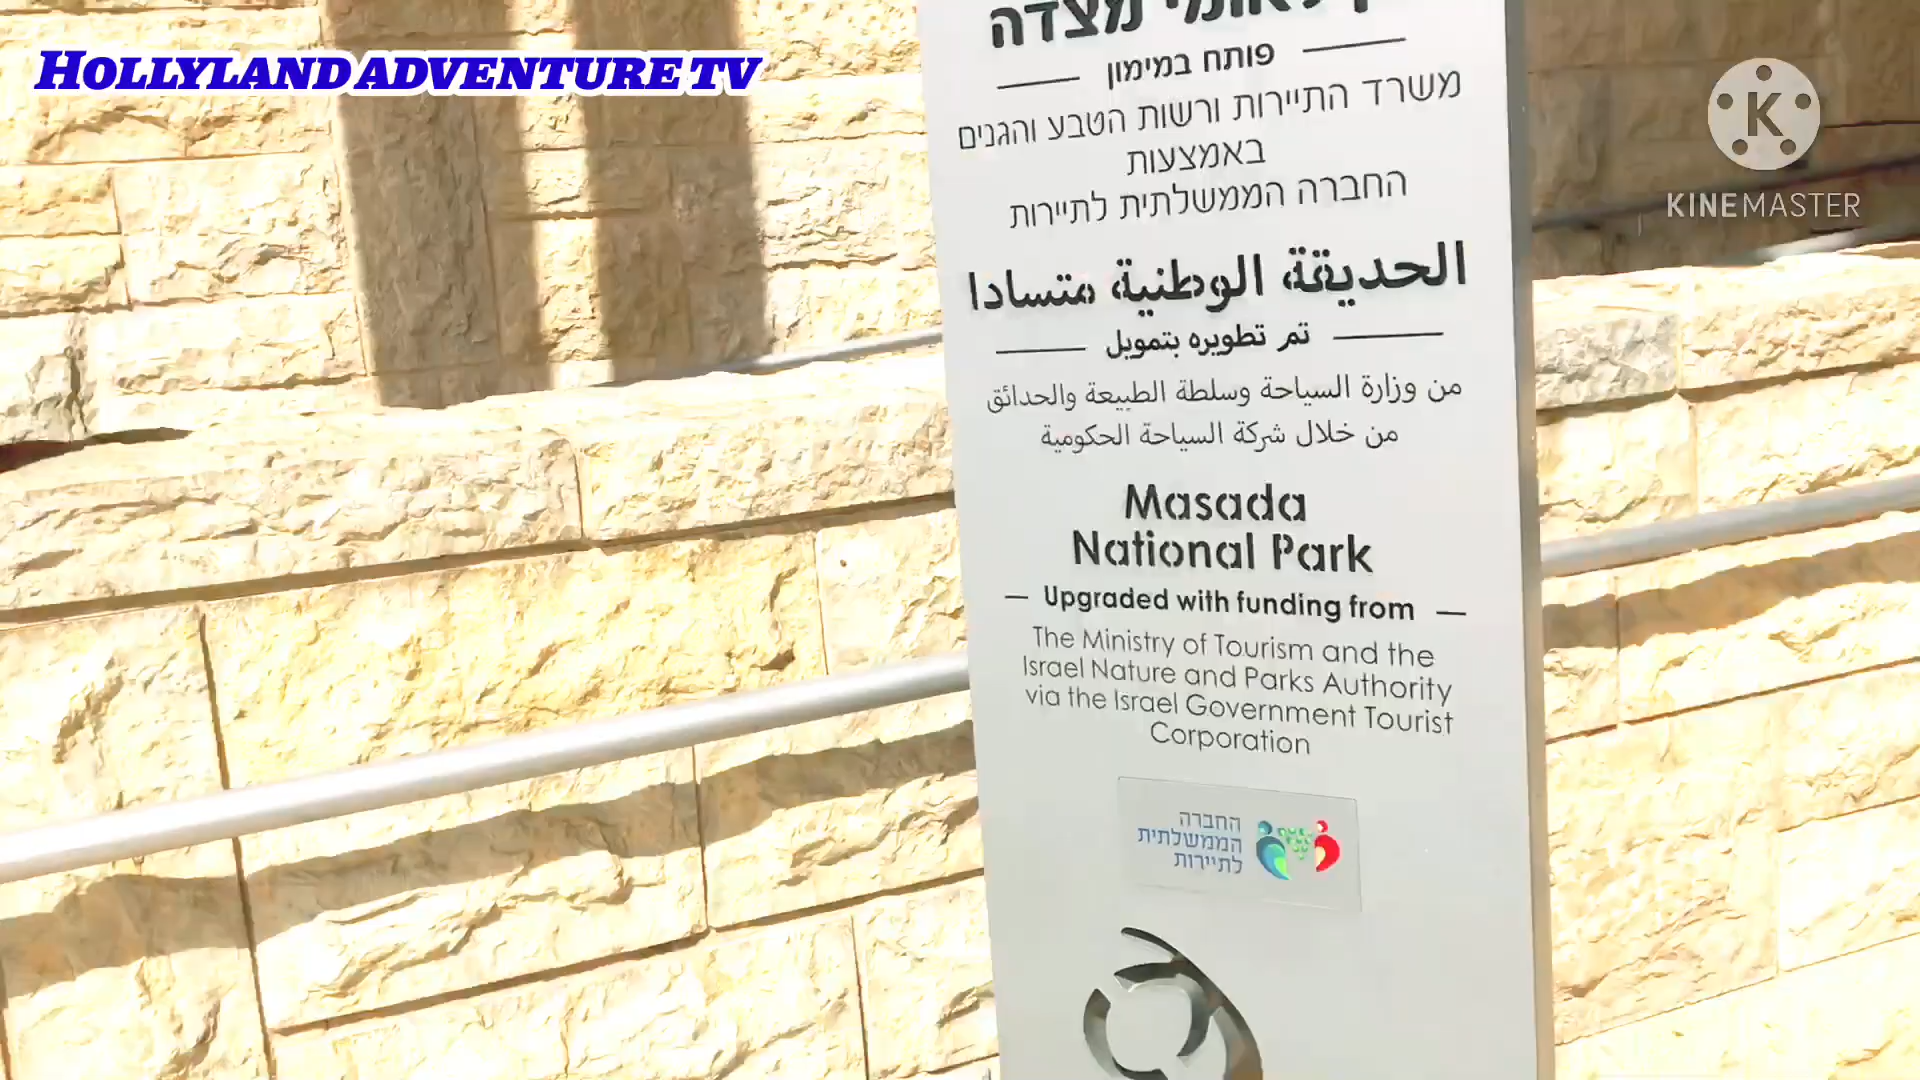 HOLLYLAND ADVENTURE TV
K
KINEMASTER
לאומי מצדה
פותח במימון
משרד התיירות ורשות הטבע והגנים
באמצעות
החברה הממשלתית לתיירות
الحديقة الوطنية متسادا
تم تطويره بتمويل
من وزارة السياحة وسلطة الطبيعة والحدائق
من خلال شركة السياحة الحكومية
Masada
National Park
Upgraded with funding from
The Ministry of Tourism and the
Israel Nature and Parks Authority
via the Israel Government Tourist
Corporation
החברה
הממשלתית
לתיירות